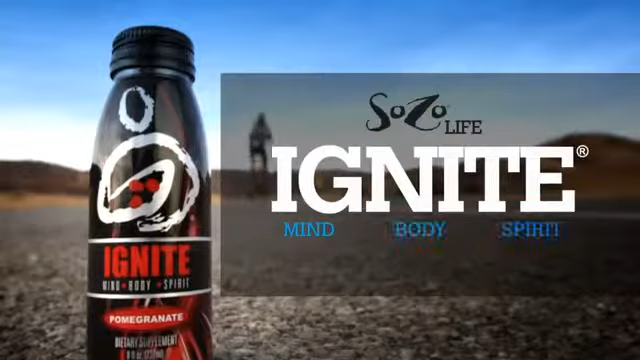 SoZo LIFE
IGNITE®
MIND BODY SPIRIT
IGNITE
MIND•BODY•SPIRIT
POMEGRANATE
DIETARY SUPPLEMENT